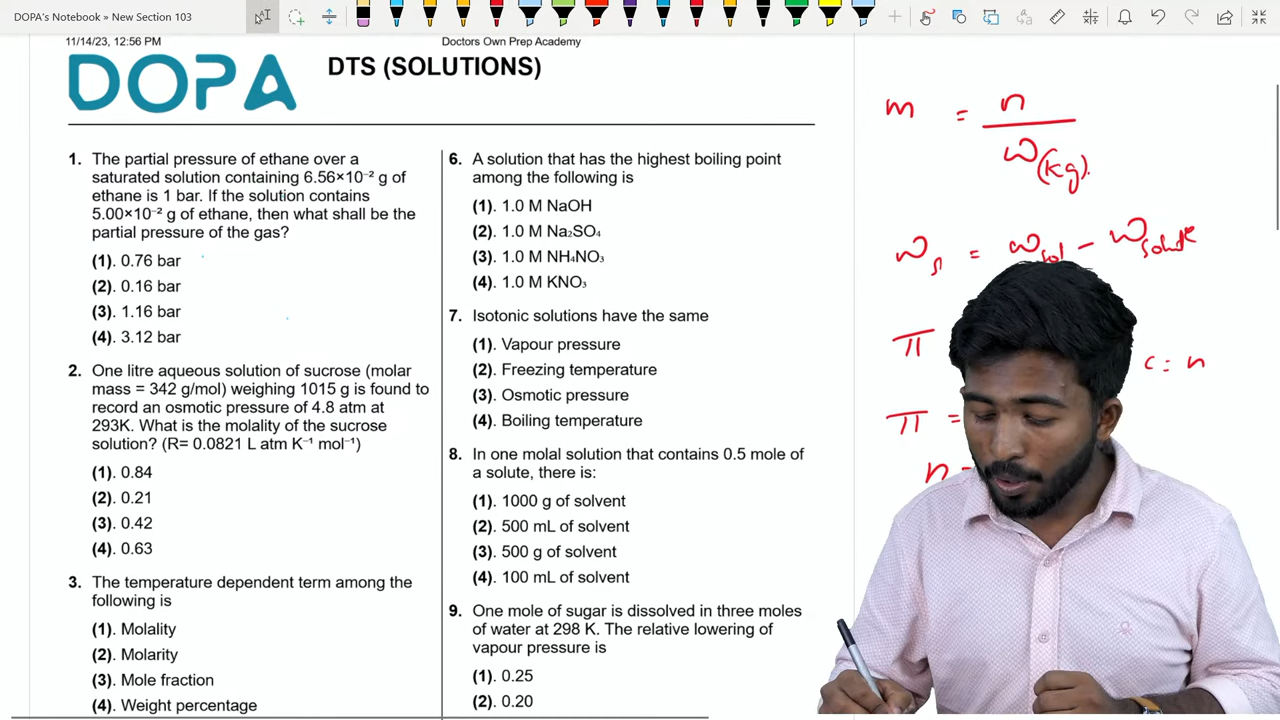 DOPA's Notebook » New Section 103
11/14/23, 12:56 PM
Doctors Own Prep Academy
DOPA
DTS (SOLUTIONS)
1. The partial pressure of ethane over a
saturated solution containing 6.56×10⁻² g of
ethane is 1 bar. If the solution contains
5.00×10⁻² g of ethane, then what shall be the
partial pressure of the gas?
(1). 0.76 bar
(2). 0.16 bar
(3). 1.16 bar
(4). 3.12 bar
2. One litre aqueous solution of sucrose (molar
mass = 342 g/mol) weighing 1015 g is found to
record an osmotic pressure of 4.8 atm at
293K. What is the molality of the sucrose
solution? (R= 0.0821 L atm K⁻¹ mol⁻¹)
(1). 0.84
(2). 0.21
(3). 0.42
(4). 0.63
3. The temperature dependent term among the
following is
(1). Molality
(2). Molarity
(3). Mole fraction
(4). Weight percentage
6. A solution that has the highest boiling point
among the following is
(1). 1.0 M NaOH
(2). 1.0 M Na₂SO₄
(3). 1.0 M NH₄NO₃
(4). 1.0 M KNO₃
7. Isotonic solutions have the same
(1). Vapour pressure
(2). Freezing temperature
(3). Osmotic pressure
(4). Boiling temperature
8. In one molal solution that contains 0.5 mole of
a solute, there is:
(1). 1000 g of solvent
(2). 500 mL of solvent
(3). 500 g of solvent
(4). 100 mL of solvent
9. One mole of sugar is dissolved in three moles
of water at 298 K. The relative lowering of
vapour pressure is
(1). 0.25
(2). 0.20
m = n
w(kg).
w = w sol - w solute
π
c = n
π =
n =